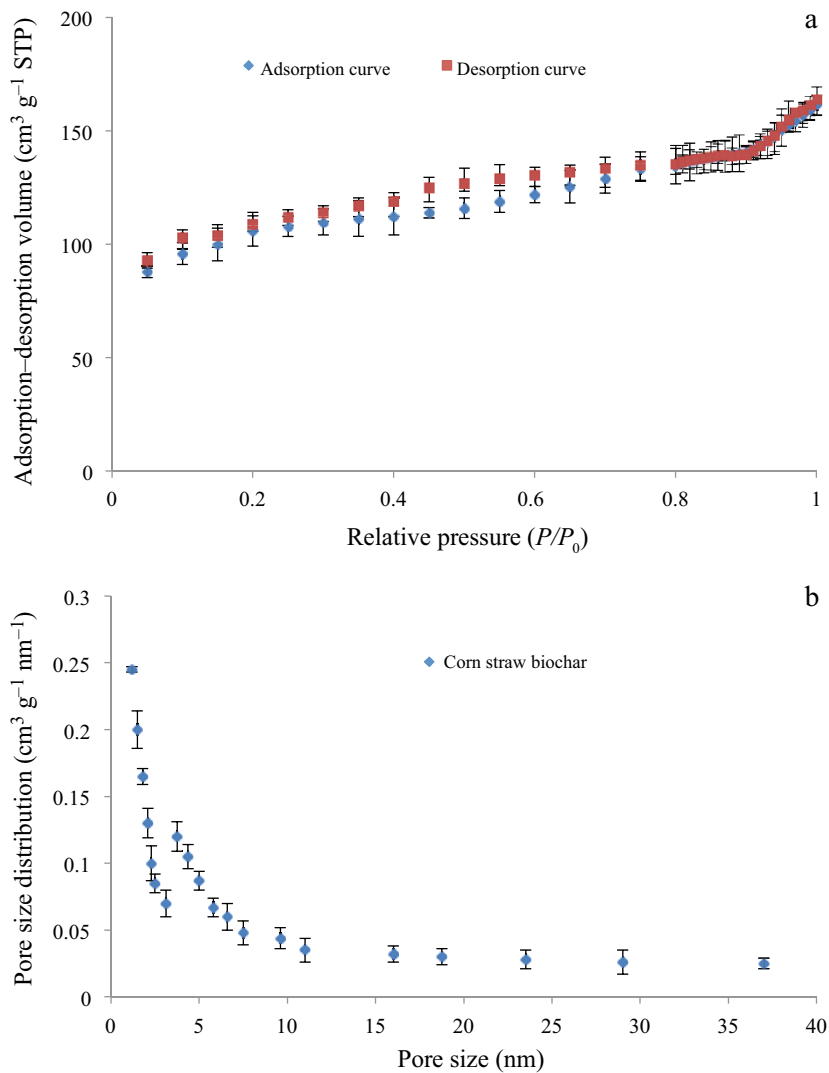 a
Adsorption–desorption volume (cm³ g⁻¹ STP)
200
150
100
50
0
Adsorption curve
Desorption curve
0 0.2 0.4 0.6 0.8 1
Relative pressure (P/P₀)
b
Pore size distribution (cm³ g⁻¹ nm⁻¹)
0.3
0.25
0.2
0.15
0.1
0.05
0
Corn straw biochar
0 5 10 15 20 25 30 35 40
Pore size (nm)